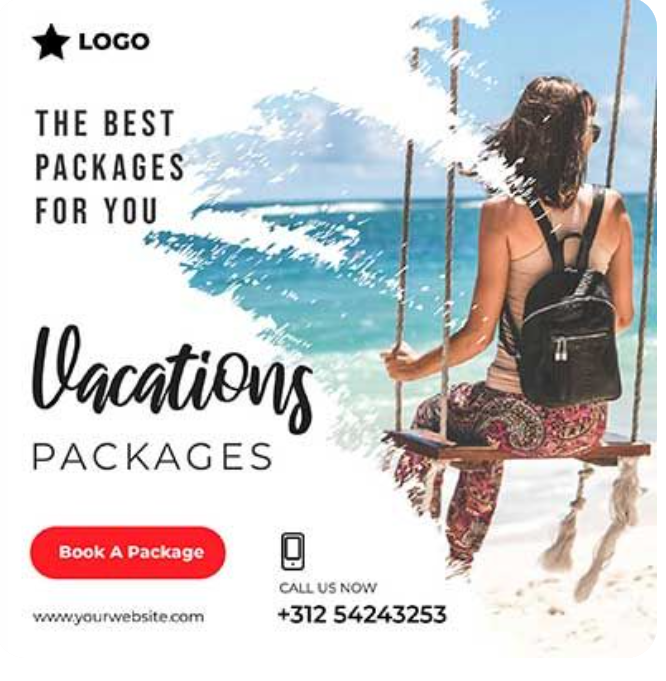 LOGO
THE BEST
PACKAGES
FOR YOU
Vacations
PACKAGES
Book A Package
www.yourwebsite.com
CALL US NOW
+312 54243253